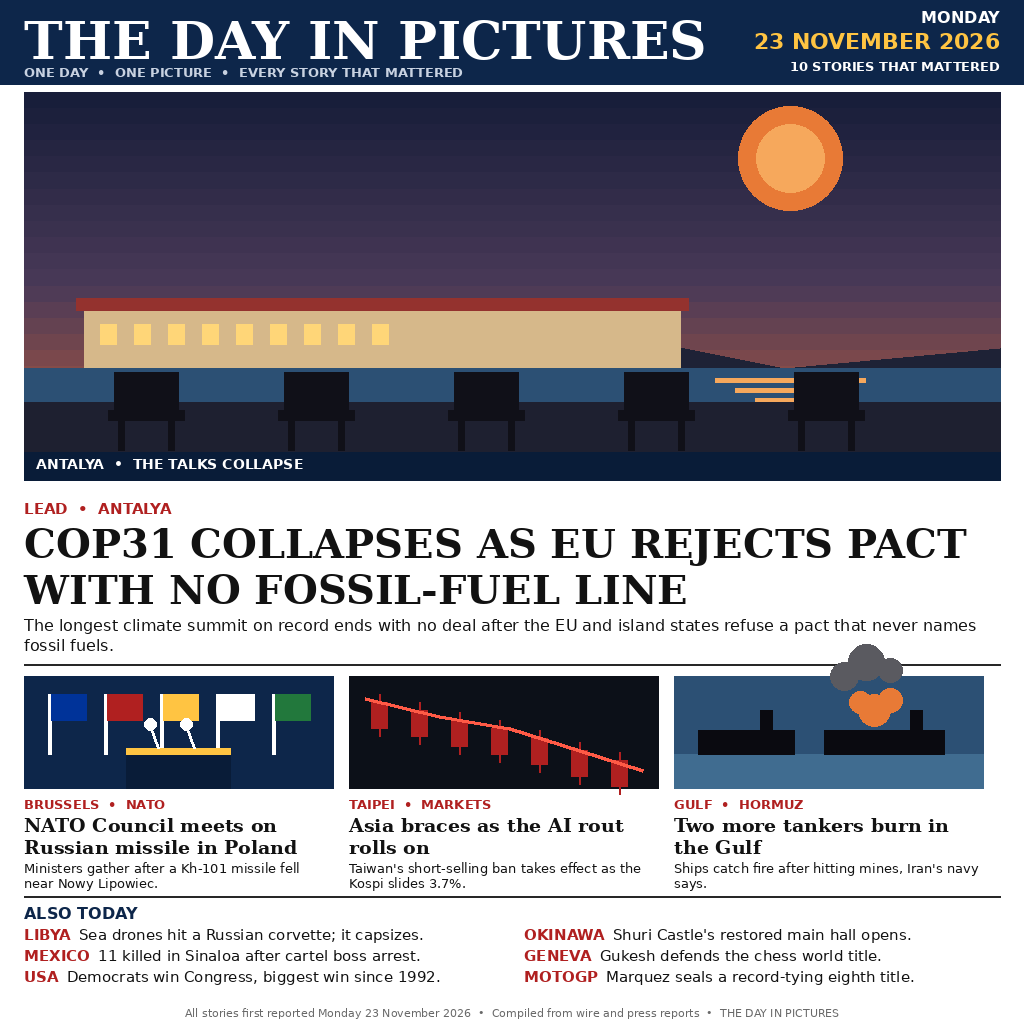 THE DAY IN PICTURES
ONE DAY • ONE PICTURE • EVERY STORY THAT MATTERED
MONDAY
23 NOVEMBER 2026
10 STORIES THAT MATTERED
ANTALYA • THE TALKS COLLAPSE
LEAD • ANTALYA
COP31 COLLAPSES AS EU REJECTS PACT
WITH NO FOSSIL-FUEL LINE
The longest climate summit on record ends with no deal after the EU and island states refuse a pact that never names
fossil fuels.
BRUSSELS • NATO
NATO Council meets on
Russian missile in Poland
Ministers gather after a Kh-101 missile fell
near Nowy Lipowiec.
TAIPEI • MARKETS
Asia braces as the AI rout
rolls on
Taiwan's short-selling ban takes effect as the
Kospi slides 3.7%.
GULF • HORMUZ
Two more tankers burn in
the Gulf
Ships catch fire after hitting mines, Iran's navy
says.
ALSO TODAY
LIBYA Sea drones hit a Russian corvette; it capsizes.
MEXICO 11 killed in Sinaloa after cartel boss arrest.
USA Democrats win Congress, biggest win since 1992.
OKINAWA Shuri Castle's restored main hall opens.
GENEVA Gukesh defends the chess world title.
MOTOGP Marquez seals a record-tying eighth title.
All stories first reported Monday 23 November 2026 • Compiled from wire and press reports • THE DAY IN PICTURES